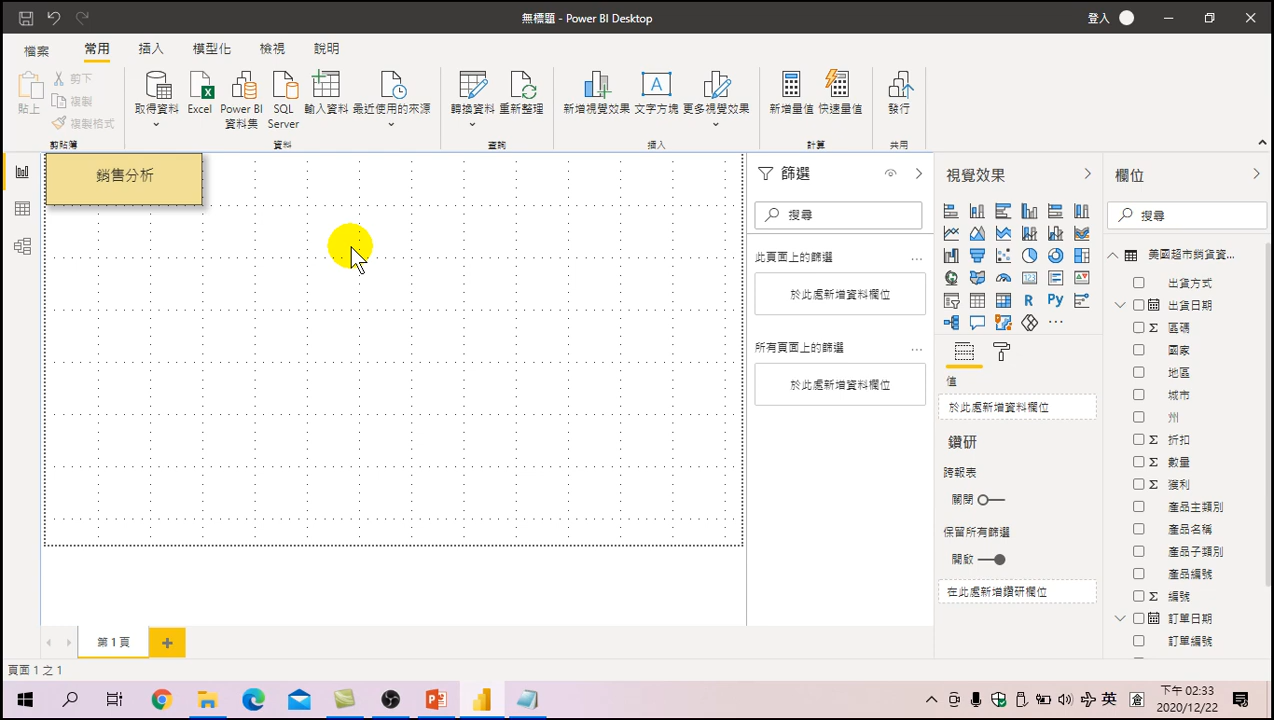 無標題 - Power BI Desktop
登入
檔案
常用
插入
模型化
檢視
說明
貼上
剪下
複製
複製格式
剪貼簿
取得資料
Excel
Power BI
資料集
SQL
Server
輸入資料
最近使用的來源
資料
轉換資料
重新整理
查詢
新增視覺效果
文字方塊
更多視覺效果
插入
新增量值
快速量值
計算
發行
共用
銷售分析
篩選
搜尋
此頁面上的篩選
於此處新增資料欄位
所有頁面上的篩選
於此處新增資料欄位
視覺效果
R
Py
123
值
於此處新增資料欄位
鑽研
跨報表
關閉
保留所有篩選
開啟
在此處新增鑽研欄位
欄位
搜尋
美國超市銷貨資...
出貨方式
出貨日期
區碼
國家
地區
城市
州
折扣
數量
獲利
產品主類別
產品名稱
產品子類別
產品編號
編號
訂單日期
訂單編號
第 1 頁
頁面 1 之 1
英
倉
下午 02:33
2020/12/22